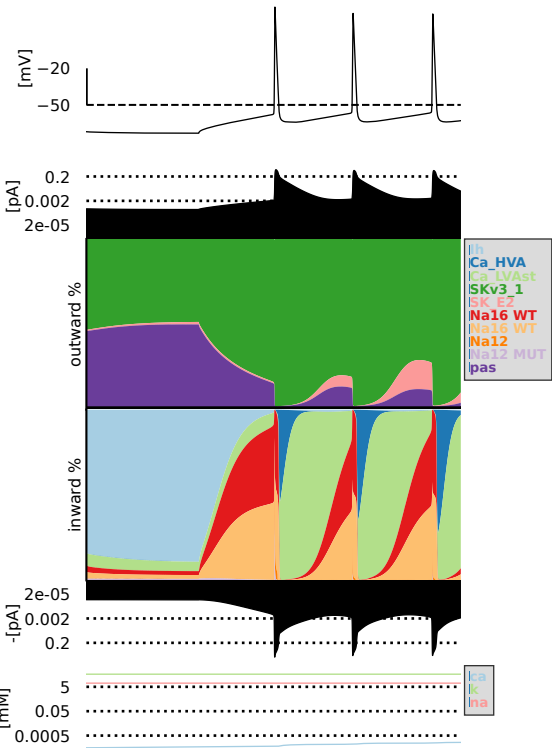 [mV]
−20
−50
[pA]
0.2
0.002
2e-05
outward %
Ih
Ca_HVA
Ca_LVAst
SKv3_1
SK_E2
Na16 WT
Na16 WT
Na12
Na12 MUT
pas
inward %
-[pA]
2e-05
0.002
0.2
[mM]
5
0.05
0.0005
ca
k
na